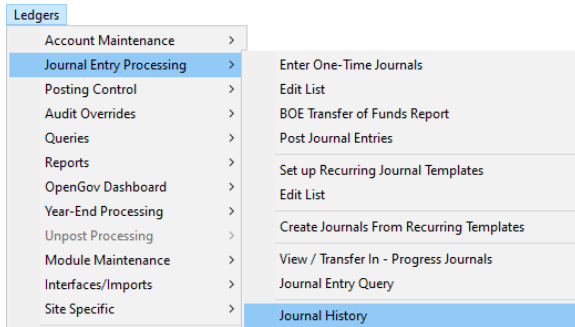 Ledgers
Account Maintenance
Journal Entry Processing
Posting Control
Audit Overrides
Queries
Reports
OpenGov Dashboard
Year-End Processing
Unpost Processing
Module Maintenance
Interfaces/Imports
Site Specific
Enter One-Time Journals
Edit List
BOE Transfer of Funds Report
Post Journal Entries
Set up Recurring Journal Templates
Edit List
Create Journals From Recurring Templates
View / Transfer In - Progress Journals
Journal Entry Query
Journal History